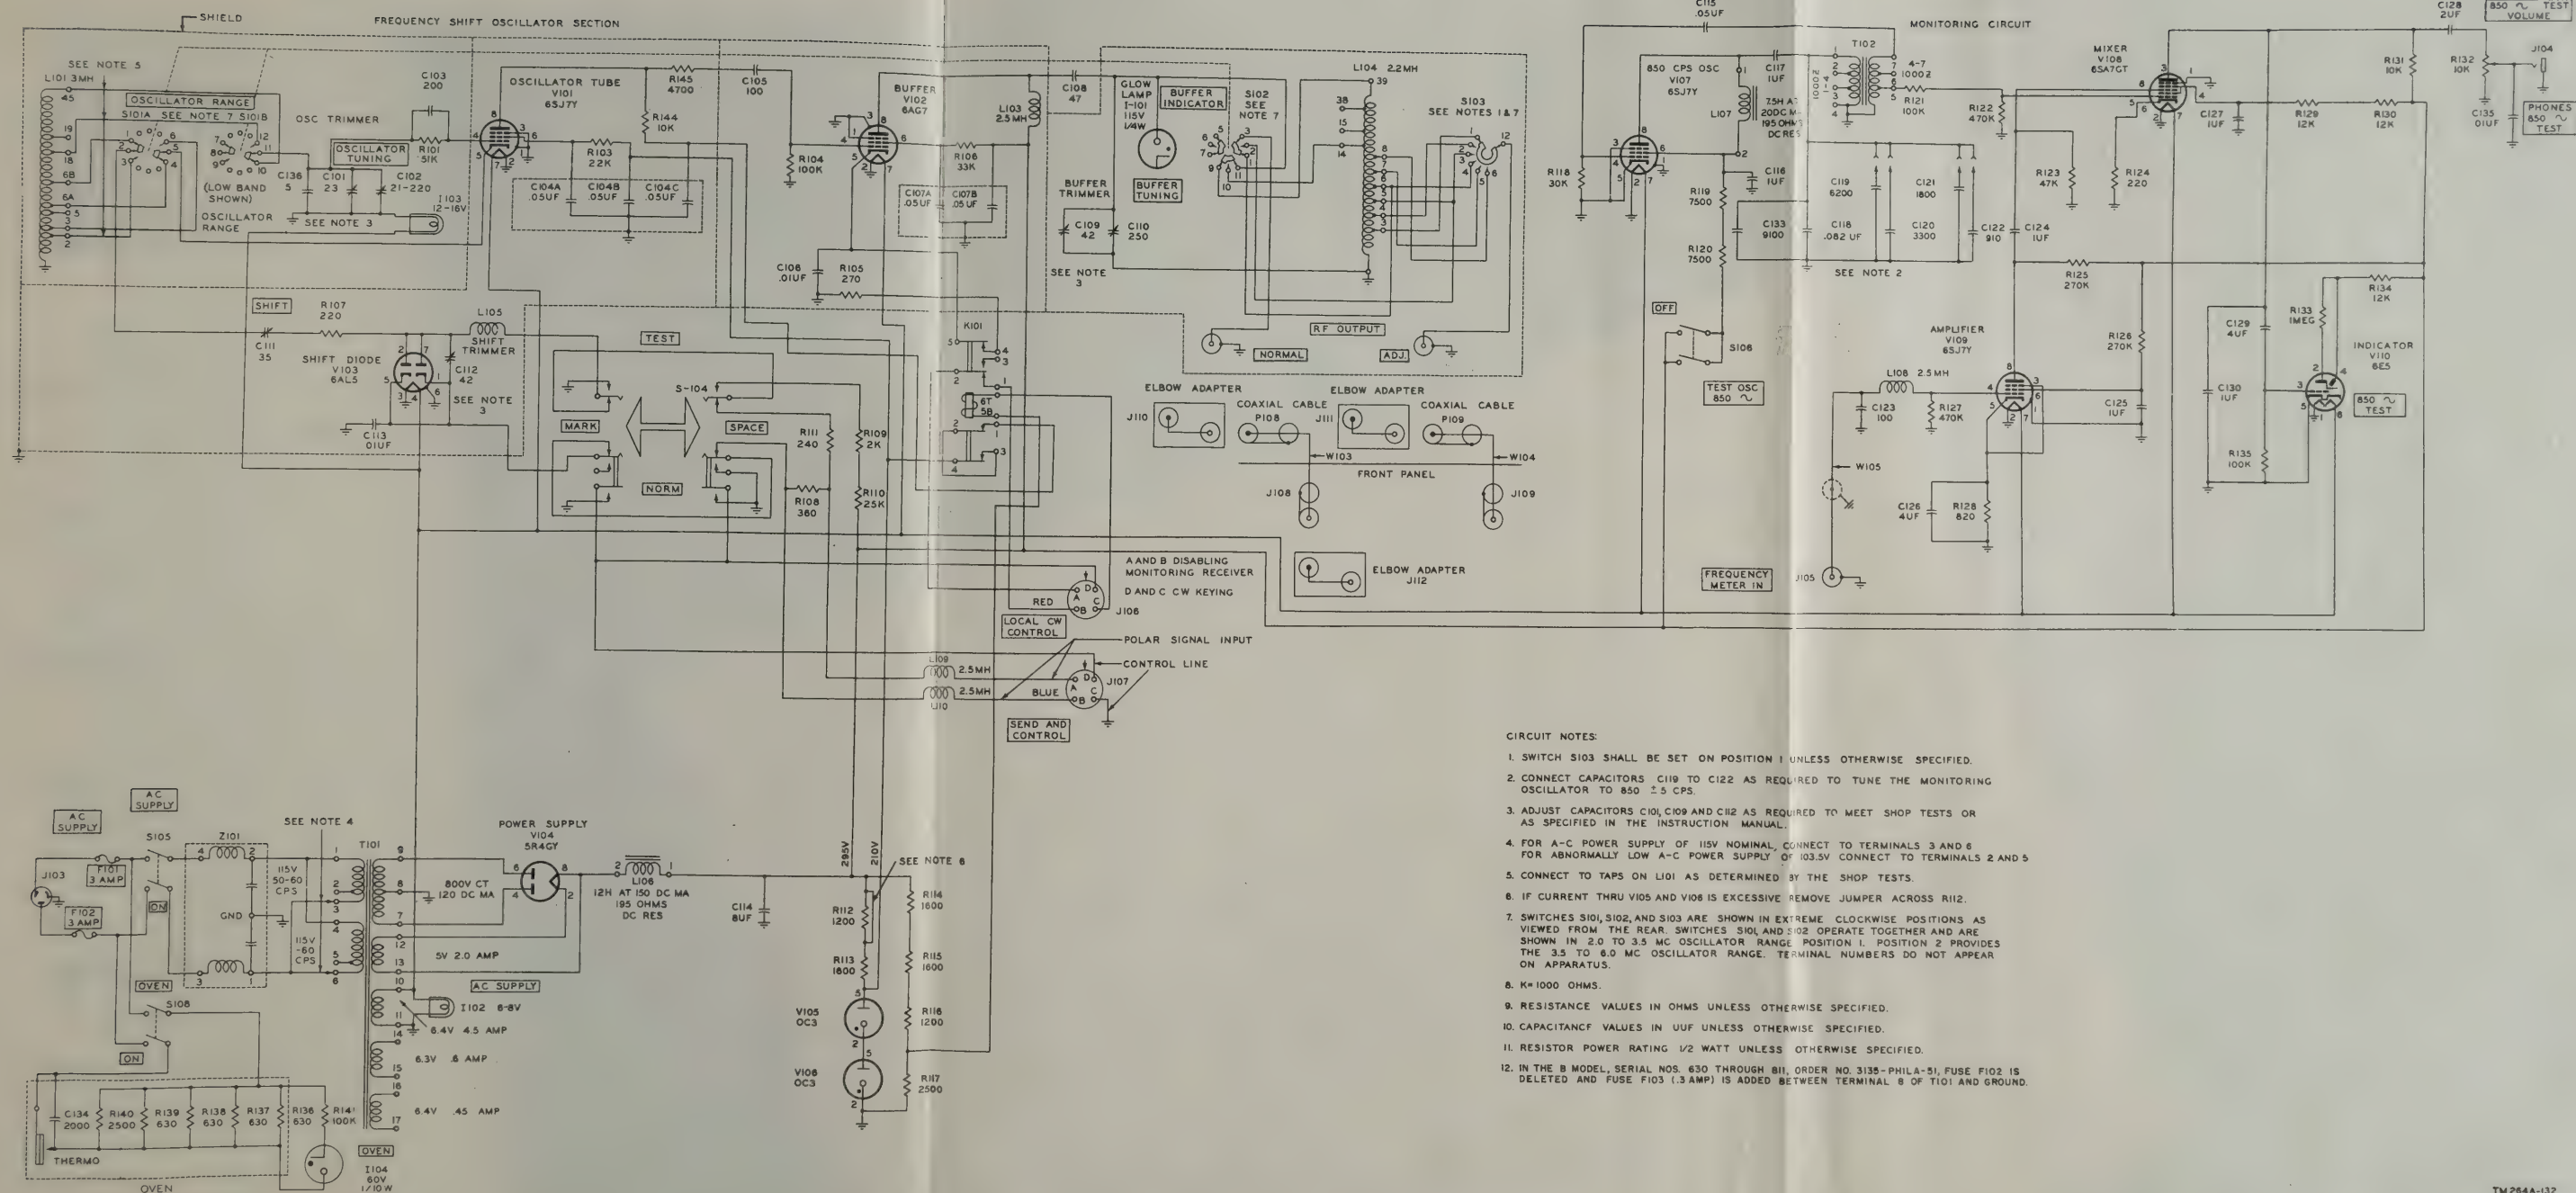 SHIELD
FREQUENCY SHIFT OSCILLATOR SECTION
SEE NOTE 5
L101 3MH
45
19
18
6B
6A
5
3
2
OSCILLATOR RANGE
S101A SEE NOTE 7 S101B
(LOW BAND
SHOWN)
OSCILLATOR
RANGE
OSC TRIMMER
OSCILLATOR
TUNING
C136
5
C101
23
C102
21-220
SEE NOTE 3
I103
12-16V
C103
200
R101
51K
OSCILLATOR TUBE
V101
6SJ7Y
R145
4700
R144
10K
C105
100
R103
22K
C104A
.05UF
C104B
.05UF
C104C
.05UF
R104
100K
BUFFER
V102
6AG7
R106
33K
C107A
.05UF
C107B
.05UF
C106
.01UF
R105
270
L103
2.5MH
C108
47
GLOW
LAMP
I-101
115V
1/4W
BUFFER
INDICATOR
BUFFER
TUNING
BUFFER
TRIMMER
C109
42
C110
250
SEE NOTE
3
S102
SEE
NOTE 7
L104 2.2MH
39
38
15
14
S103
SEE NOTES 1&7
RF OUTPUT
NORMAL
ADJ.
SHIFT
R107
220
C111
35
L105
SHIFT
TRIMMER
SHIFT DIODE
V103
6AL5
C112
42
SEE NOTE
3
C113
.01UF
TEST
S-104
MARK
SPACE
NORM
R111
240
R109
2K
R108
360
R110
25K
K101
6T
5B
ELBOW ADAPTER
J110
COAXIAL CABLE
P108
ELBOW ADAPTER
J111
COAXIAL CABLE
P109
W103
W104
FRONT PANEL
J108
J109
ELBOW ADAPTER
J112
A AND B DISABLING
MONITORING RECEIVER
D AND C CW KEYING
RED
J106
LOCAL CW
CONTROL
POLAR SIGNAL INPUT
CONTROL LINE
L109
2.5MH
2.5MH
L110
BLUE
J107
SEND AND
CONTROL
C115
.05UF
MONITORING CIRCUIT
850 CPS OSC
V107
6SJ7Y
L107
C117
1UF
T102
4-7
1000Z
R121
100K
R122
470K
R118
30K
C116
1UF
R119
7500
R120
7500
C133
9100
C119
6200
C118
.082 UF
C121
1800
C120
3300
C122
910
C124
1UF
SEE NOTE 2
OFF
S106
TEST OSC
850 ∿
MIXER
V108
6SA7GT
R123
47K
R124
220
C127
1UF
R129
12K
R130
12K
R131
10K
C128
2UF
850 ∿ TEST
VOLUME
R132
10K
J104
C135
.01UF
PHONES
850 ∿
TEST
R125
270K
R126
270K
R134
12K
R133
1MEG
C129
4UF
C130
1UF
R135
100K
INDICATOR
V110
6E5
850 ∿
TEST
AMPLIFIER
V109
6SJ7Y
L108 2.5MH
C123
100
R127
470K
C125
1UF
C126
4UF
R128
820
W105
FREQUENCY
METER IN
J105
AC
SUPPLY
AC
SUPPLY
J103
F101
3 AMP
F102
3 AMP
S105
ON
Z101
GND
SEE NOTE 4
115V
50-60
CPS
115V
-60
CPS
T101
OVEN
S108
ON
POWER SUPPLY
V104
5R4GY
800V CT
120 DC MA
5V 2.0 AMP
AC SUPPLY
I102 6-8V
6.4V 4.5 AMP
6.3V .6 AMP
6.4V .45 AMP
L106
12H AT 150 DC MA
195 OHMS
DC RES
C114
8UF
295V
210V
SEE NOTE 6
R112
1200
R113
1800
R114
1600
R115
1600
R116
1200
R117
2500
V105
OC3
V106
OC3
C134
2000
R140
2500
R139
630
R138
630
R137
630
R136
630
R141
100K
THERMO
OVEN
OVEN
I104
60V
1/10W
CIRCUIT NOTES:
1. SWITCH S103 SHALL BE SET ON POSITION 1 UNLESS OTHERWISE SPECIFIED.
2. CONNECT CAPACITORS C119 TO C122 AS REQUIRED TO TUNE THE MONITORING
OSCILLATOR TO 850 ±5 CPS.
3. ADJUST CAPACITORS C101, C109 AND C112 AS REQUIRED TO MEET SHOP TESTS OR
AS SPECIFIED IN THE INSTRUCTION MANUAL.
4. FOR A-C POWER SUPPLY OF 115V NOMINAL, CONNECT TO TERMINALS 3 AND 6
FOR ABNORMALLY LOW A-C POWER SUPPLY OF 103.5V CONNECT TO TERMINALS 2 AND 5
5. CONNECT TO TAPS ON L101 AS DETERMINED BY THE SHOP TESTS.
6. IF CURRENT THRU V105 AND V106 IS EXCESSIVE REMOVE JUMPER ACROSS R112.
7. SWITCHES S101, S102, AND S103 ARE SHOWN IN EXTREME CLOCKWISE POSITIONS AS
VIEWED FROM THE REAR. SWITCHES S101, AND S102 OPERATE TOGETHER AND ARE
SHOWN IN 2.0 TO 3.5 MC OSCILLATOR RANGE POSITION 1. POSITION 2 PROVIDES
THE 3.5 TO 6.0 MC OSCILLATOR RANGE. TERMINAL NUMBERS DO NOT APPEAR
ON APPARATUS.
8. K=1000 OHMS.
9. RESISTANCE VALUES IN OHMS UNLESS OTHERWISE SPECIFIED.
10. CAPACITANCE VALUES IN UUF UNLESS OTHERWISE SPECIFIED.
11. RESISTOR POWER RATING 1/2 WATT UNLESS OTHERWISE SPECIFIED.
12. IN THE B MODEL, SERIAL NOS. 630 THROUGH 811, ORDER NO. 3135-PHILA-51, FUSE F102 IS
DELETED AND FUSE F103 (.3 AMP) IS ADDED BETWEEN TERMINAL 8 OF T101 AND GROUND.
TM 264A-132